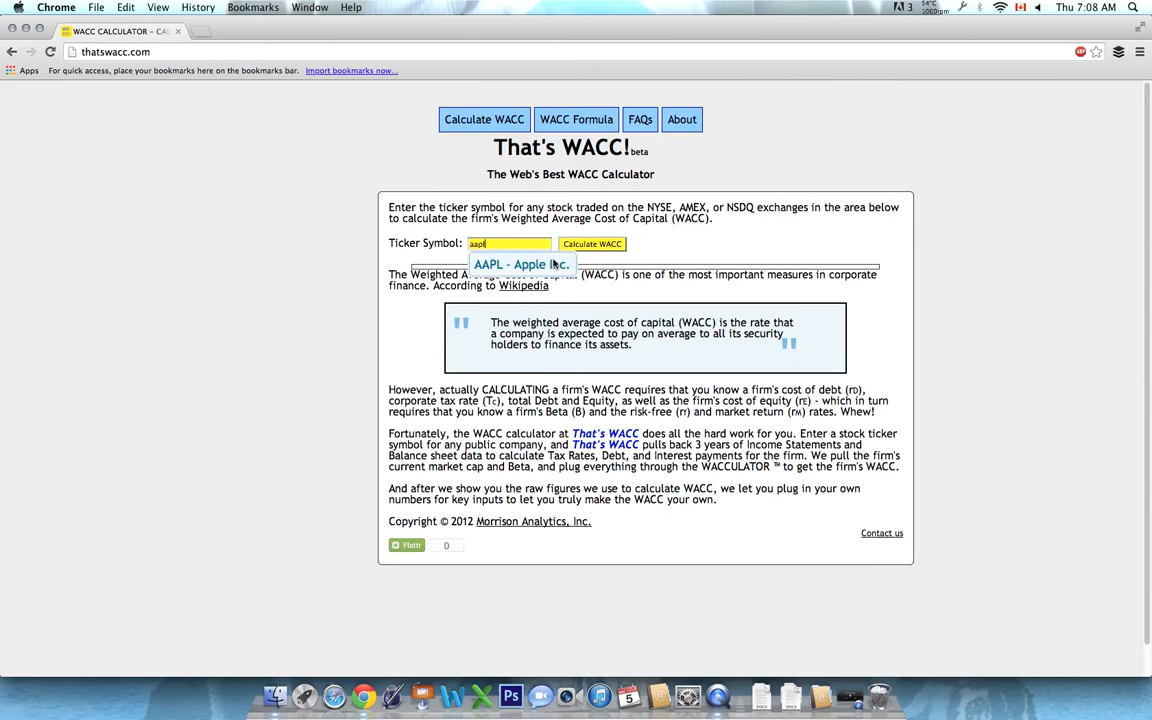 Chrome File Edit View History Bookmarks Window Help
3 54°C 1000rpm Thu 7:08 AM
WACC CALCULATOR – CAL
thatswacc.com
ABP
Apps For quick access, place your bookmarks here on the bookmarks bar. Import bookmarks now...
Calculate WACC WACC Formula FAQs About
That's WACC! beta
The Web's Best WACC Calculator
Enter the ticker symbol for any stock traded on the NYSE, AMEX, or NSDQ exchanges in the area below
to calculate the firm's Weighted Average Cost of Capital (WACC).
Ticker Symbol: aapl Calculate WACC
AAPL - Apple Inc.
The Weighted (WACC) is one of the most important measures in corporate
finance. According to Wikipedia
" The weighted average cost of capital (WACC) is the rate that
a company is expected to pay on average to all its security
holders to finance its assets. "
However, actually CALCULATING a firm's WACC requires that you know a firm's cost of debt (rD),
corporate tax rate (Tc), total Debt and Equity, as well as the firm's cost of equity (rE) - which in turn
requires that you know a firm's Beta (β) and the risk-free (rf) and market return (rM) rates. Whew!
Fortunately, the WACC calculator at That's WACC does all the hard work for you. Enter a stock ticker
symbol for any public company, and That's WACC pulls back 3 years of Income Statements and
Balance sheet data to calculate Tax Rates, Debt, and Interest payments for the firm. We pull the firm's
current market cap and Beta, and plug everything through the WACCULATOR ™ to get the firm's WACC.
And after we show you the raw figures we use to calculate WACC, we let you plug in your own
numbers for key inputs to let you truly make the WACC your own.
Copyright © 2012 Morrison Analytics, Inc.
Contact us
Flattr 0
W X Ps 5